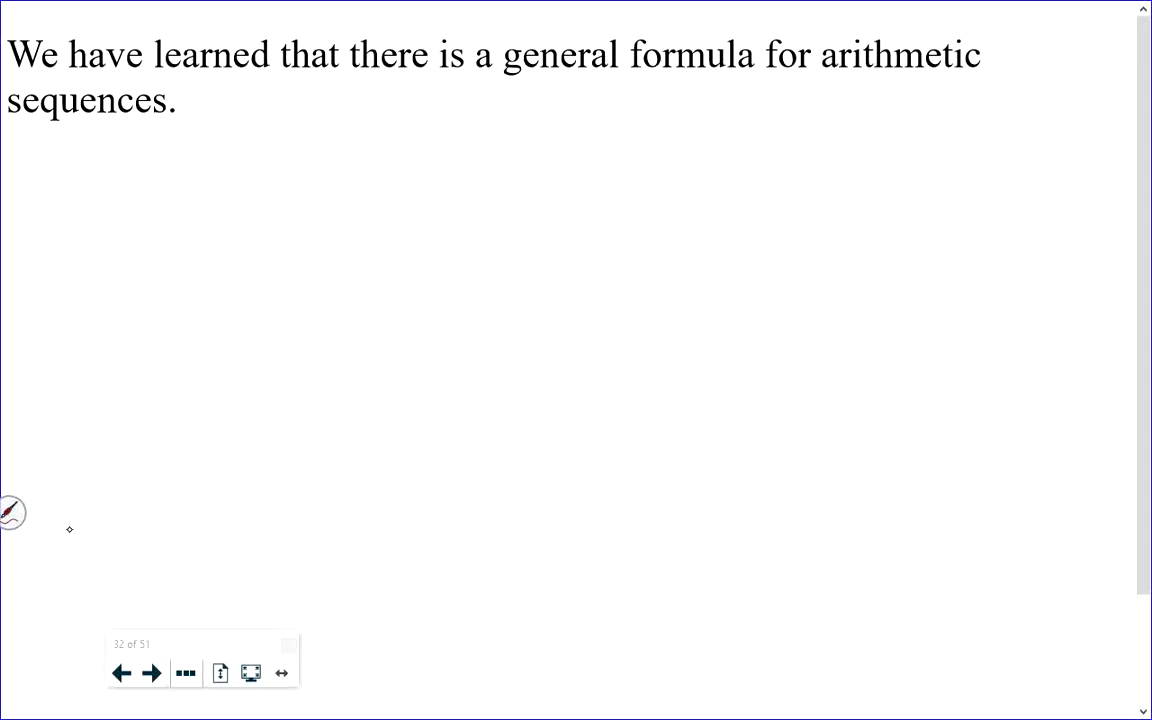 We have learned that there is a general formula for arithmetic
sequences.
32 of 51